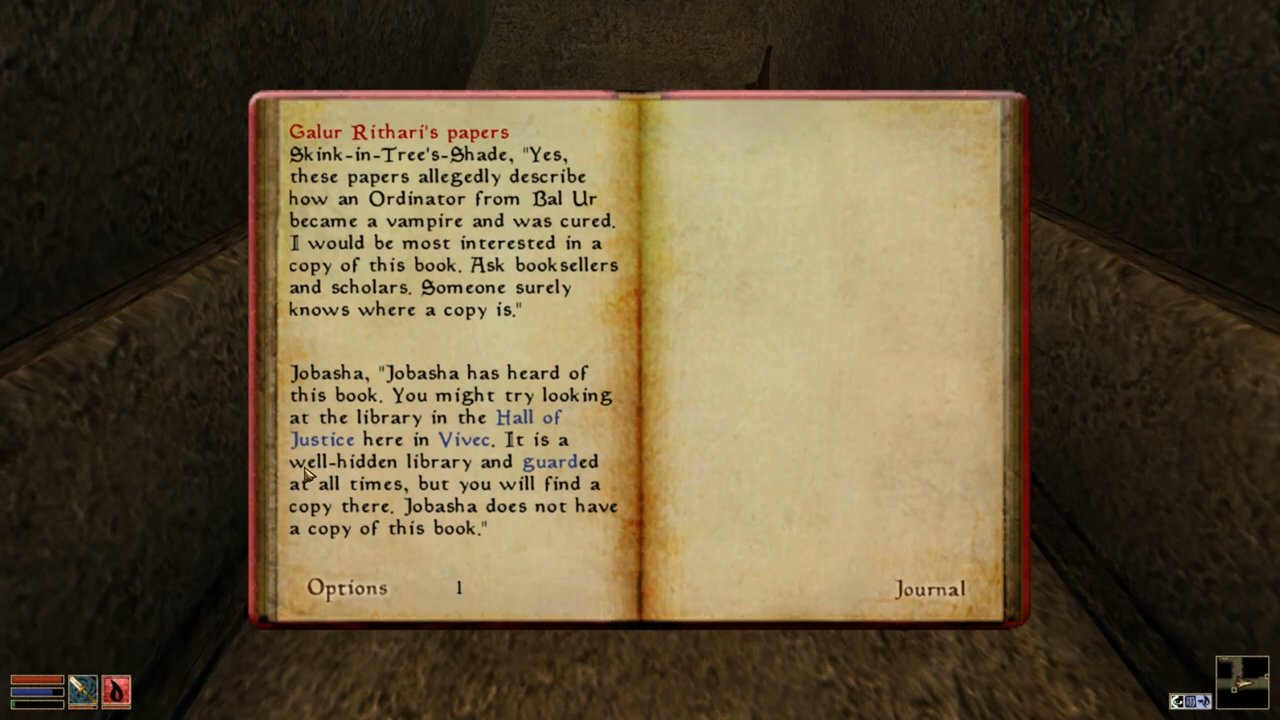 Galur Rithari's papers
Skink-in-Tree's-Shade, "Yes,
these papers allegedly describe
how an Ordinator from Bal Ur
became a vampire and was cured.
I would be most interested in a
copy of this book. Ask booksellers
and scholars. Someone surely
knows where a copy is."
Jobasha, "Jobasha has heard of
this book. You might try looking
at the library in the Hall of
Justice here in Vivec. It is a
well-hidden library and guarded
at all times, but you will find a
copy there. Jobasha does not have
a copy of this book."
Options 1 Journal